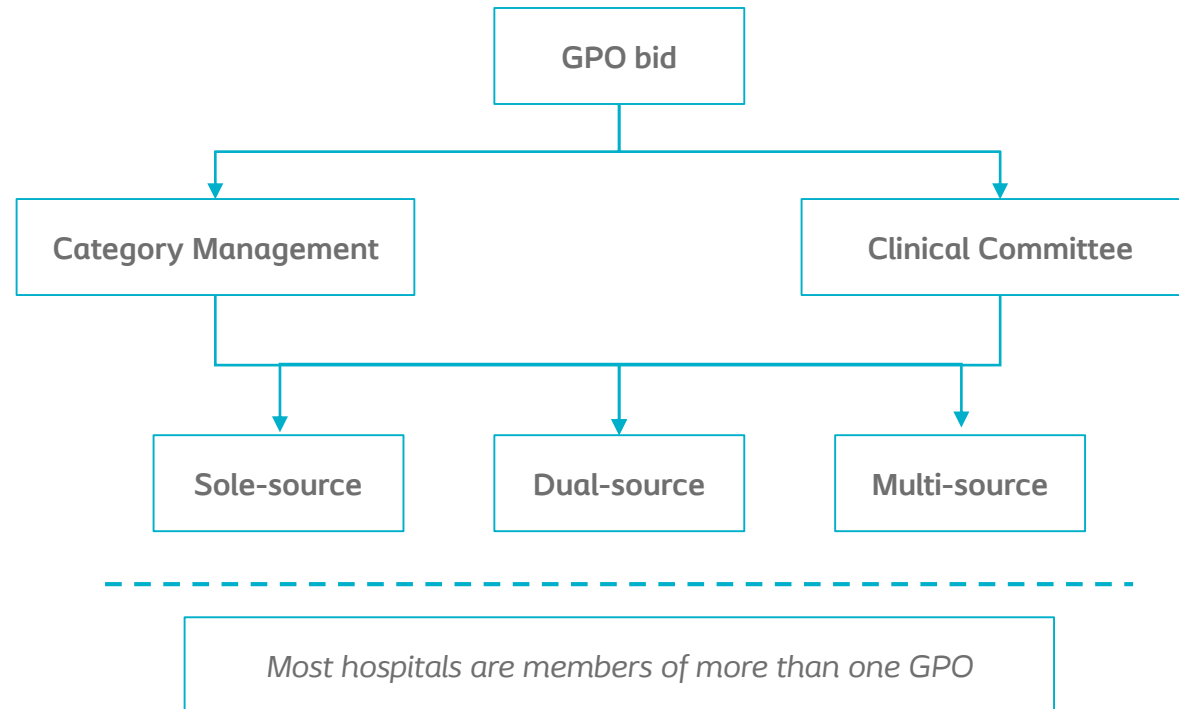 GPO bid
Category Management
Clinical Committee
Sole-source
Dual-source
Multi-source
Most hospitals are members of more than one GPO